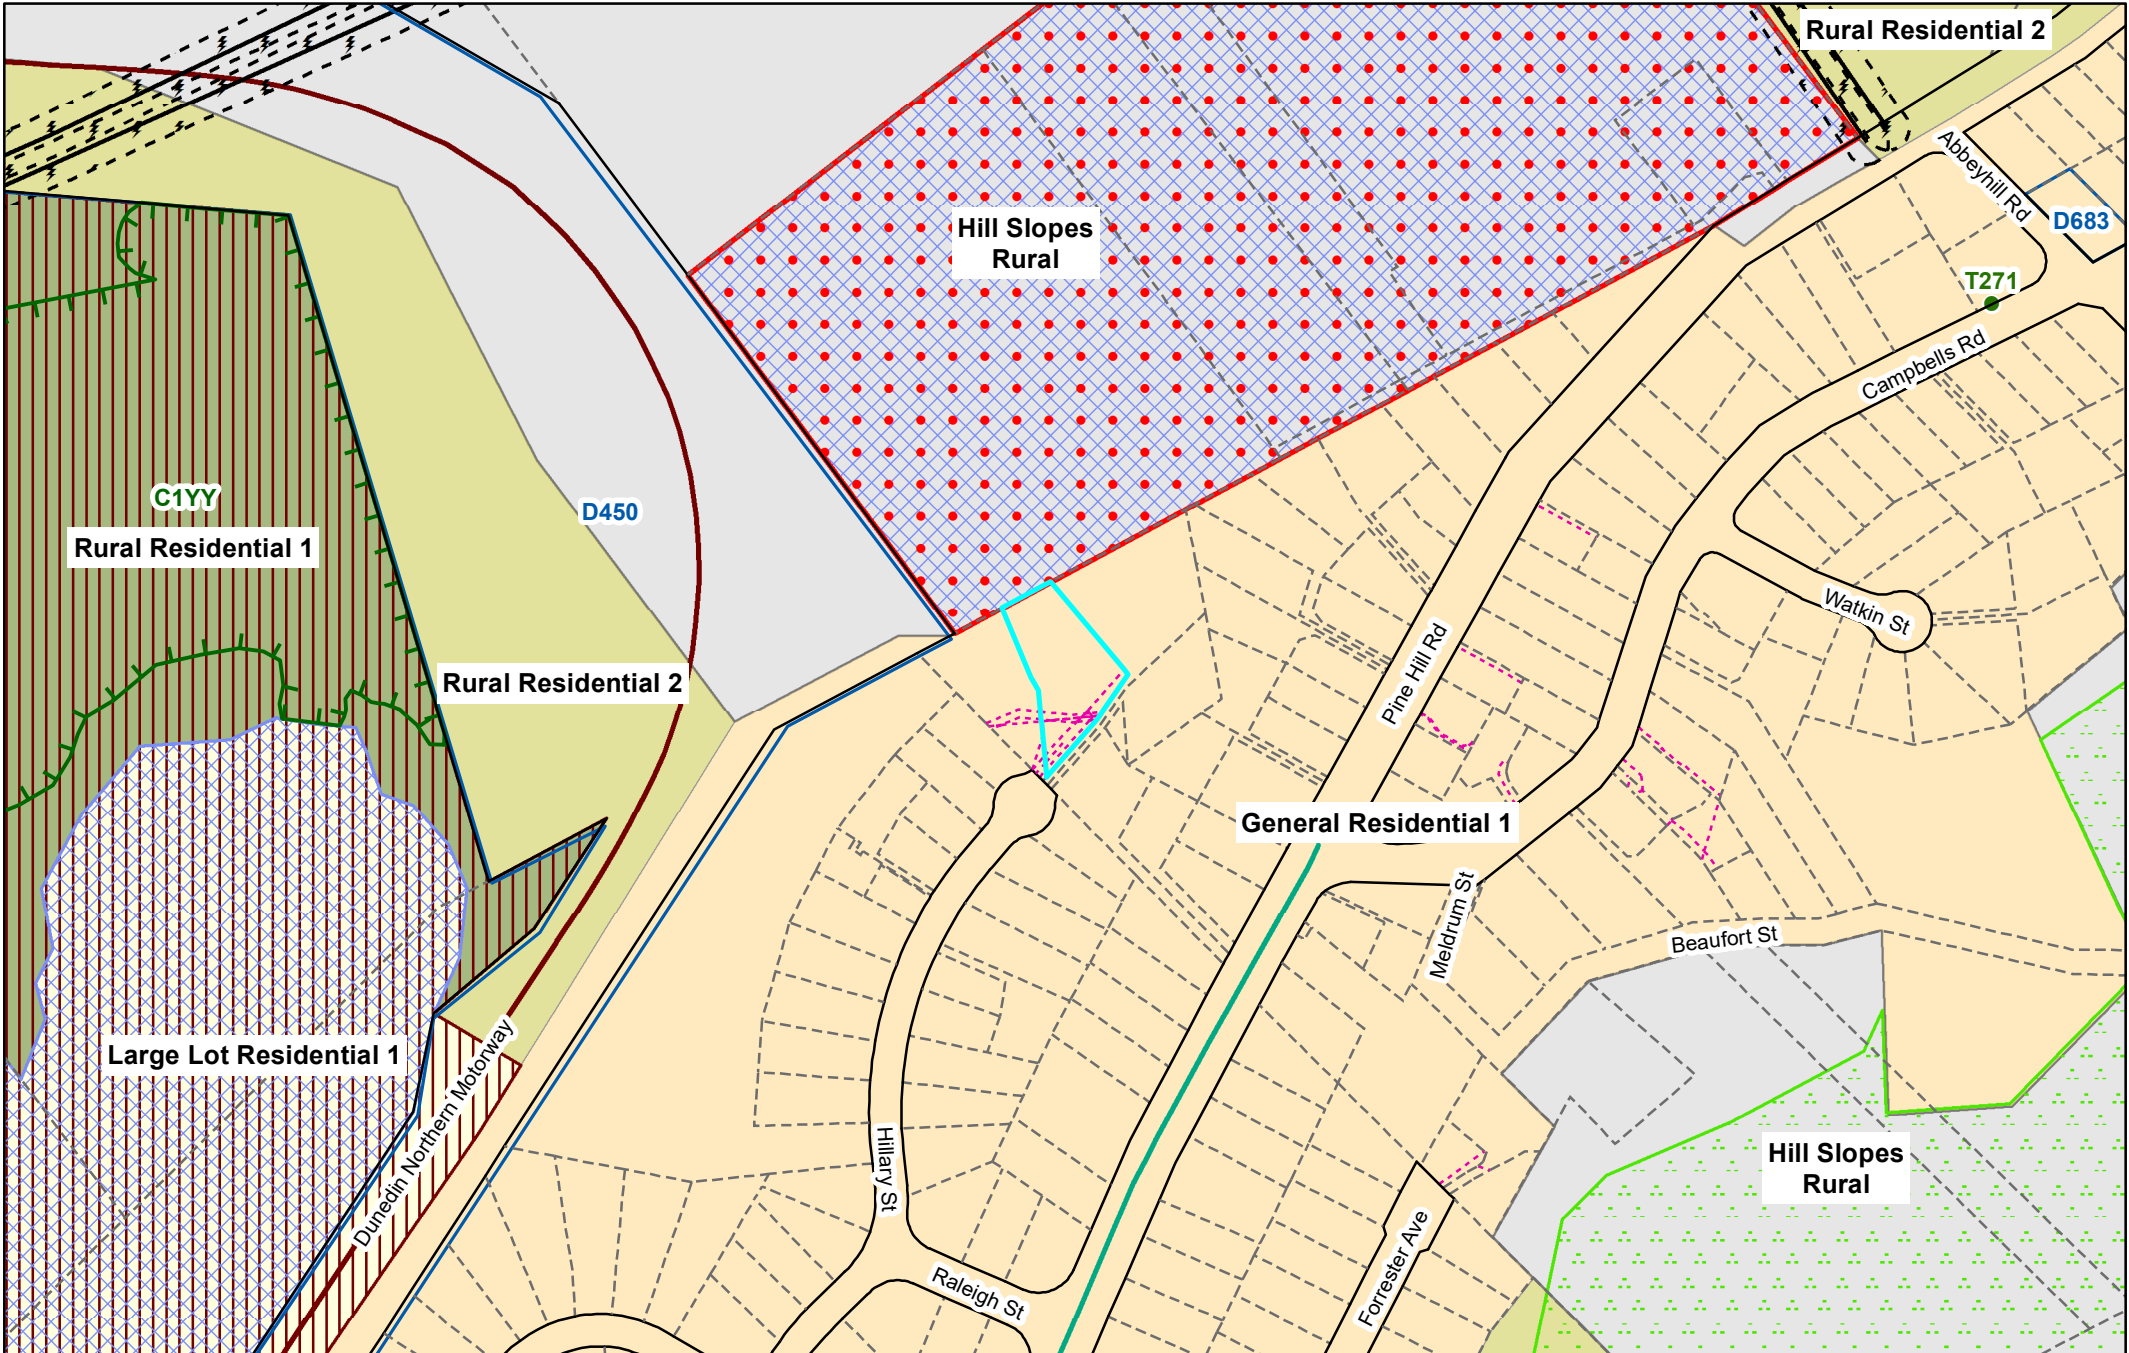 Rural Residential 2
Abbeyhill Rd
D683
Hill Slopes
Rural
T271
Campbells Rd
C1YY
D450
Rural Residential 1
Watkin St
Pine Hill Rd
Rural Residential 2
General Residential 1
Meldrum St
Beaufort St
Large Lot Residential 1
Dunedin Northern Motorway
Hillary St
Hill Slopes
Rural
Forrester Ave
Raleigh St